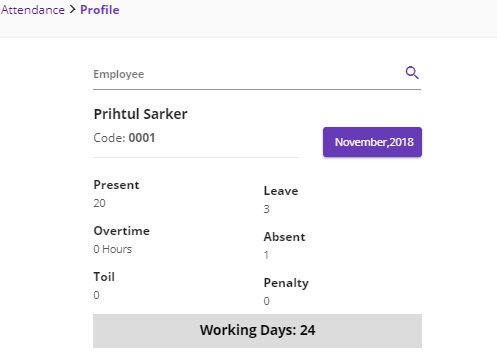 Attendance > Profile
Employee
Prihtul Sarker
Code: 0001
November,2018
Present
20
Leave
3
Overtime
0 Hours
Absent
1
Toil
0
Penalty
0
Working Days: 24